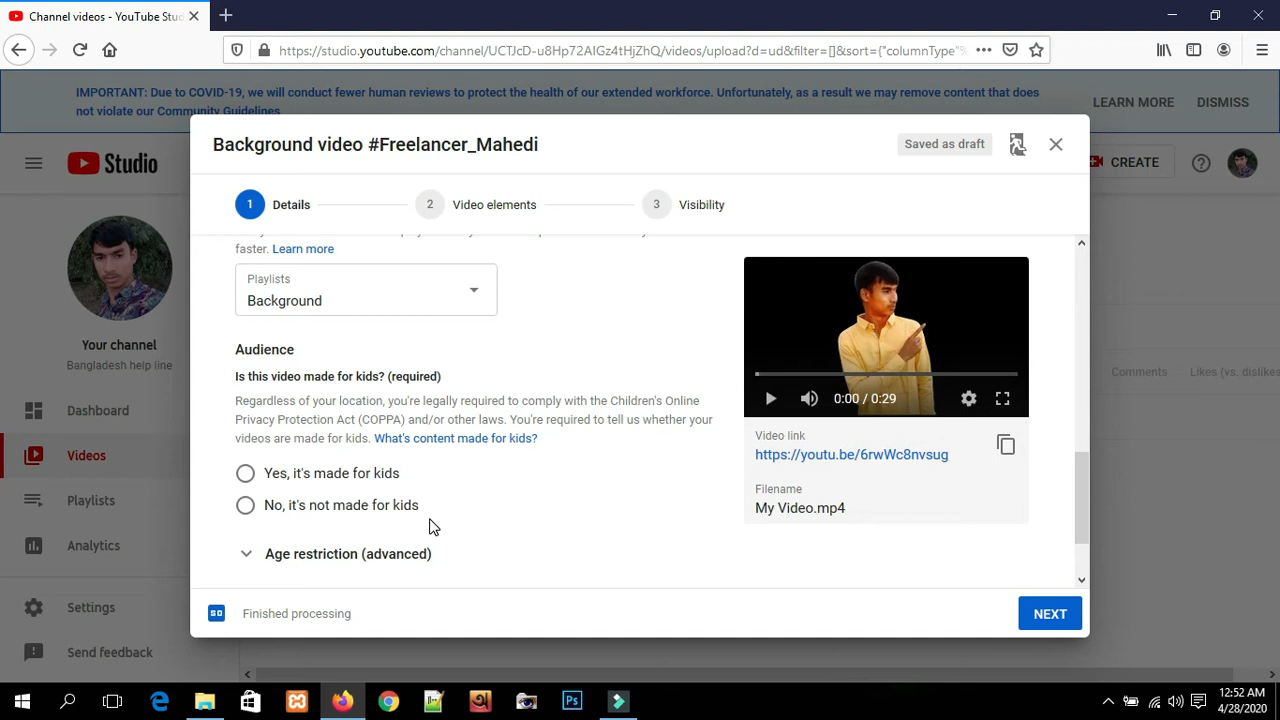 Channel videos - YouTube Stud
https://studio.youtube.com/channel/UCTJcD-u8Hp72AIGz4tHjZhQ/videos/upload?d=ud&filter=[]&sort={"columnType"%
IMPORTANT: Due to COVID-19, we will conduct fewer human reviews to protect the health of our extended workforce. Unfortunately, as a result we may remove content that does
not violate our Community Guidelines.
LEARN MORE
DISMISS
Studio
CREATE
Background video #Freelancer_Mahedi
Saved as draft
1 Details
2 Video elements
3 Visibility
faster. Learn more
Playlists
Background
Audience
Is this video made for kids? (required)
Regardless of your location, you're legally required to comply with the Children's Online
Privacy Protection Act (COPPA) and/or other laws. You're required to tell us whether your
videos are made for kids. What's content made for kids?
Yes, it's made for kids
No, it's not made for kids
Age restriction (advanced)
0:00 / 0:29
Video link
https://youtu.be/6rwWc8nvsug
Filename
My Video.mp4
SD Finished processing
NEXT
Your channel
Bangladesh help line
Dashboard
Videos
Playlists
Analytics
Settings
Send feedback
Comments
Likes (vs. dislikes
Ps
12:52 AM
4/28/2020